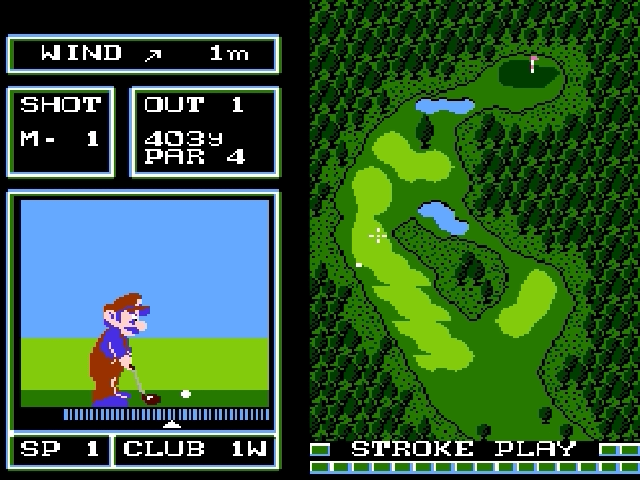 WIND ↗ 1m
SHOT
M- 1
OUT 1
403y
PAR 4
SP 1
CLUB 1W
STROKE PLAY